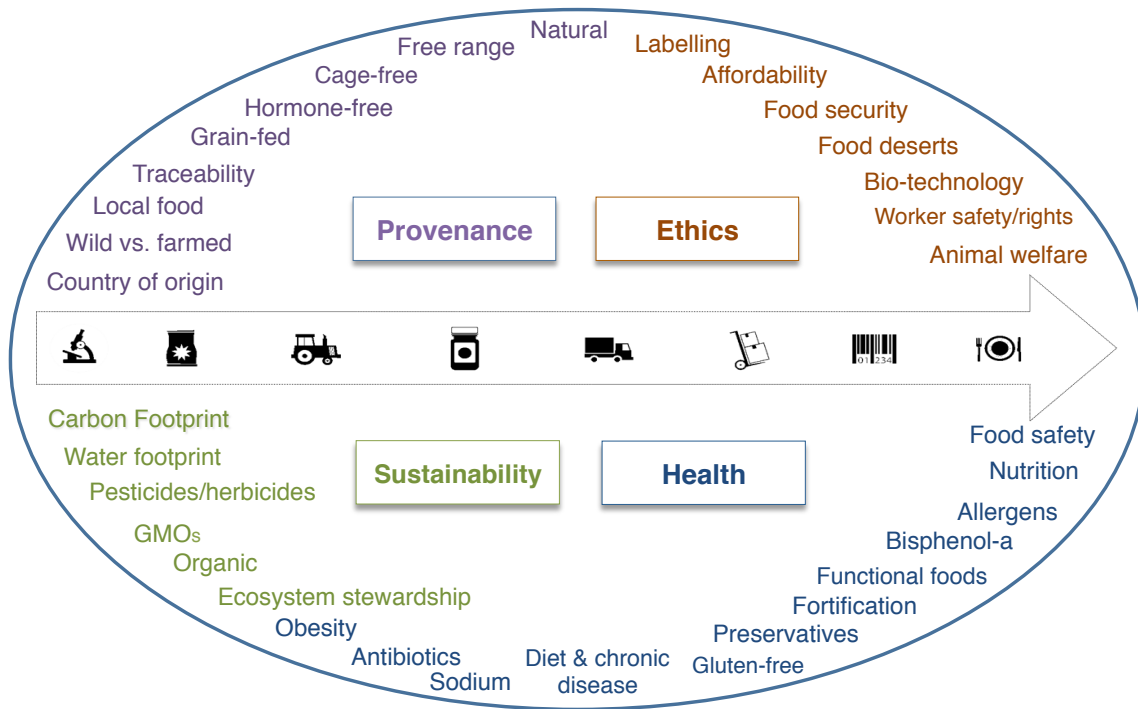 Natural
Free range
Cage-free
Hormone-free
Grain-fed
Traceability
Local food
Wild vs. farmed
Country of origin
Provenance
Labelling
Affordability
Food security
Food deserts
Bio-technology
Worker safety/rights
Animal welfare
Ethics
01 234
Carbon Footprint
Water footprint
Pesticides/herbicides
GMOs
Organic
Ecosystem stewardship
Sustainability
Health
Food safety
Nutrition
Allergens
Bisphenol-a
Functional foods
Fortification
Preservatives
Gluten-free
Diet & chronic
disease
Sodium
Antibiotics
Obesity